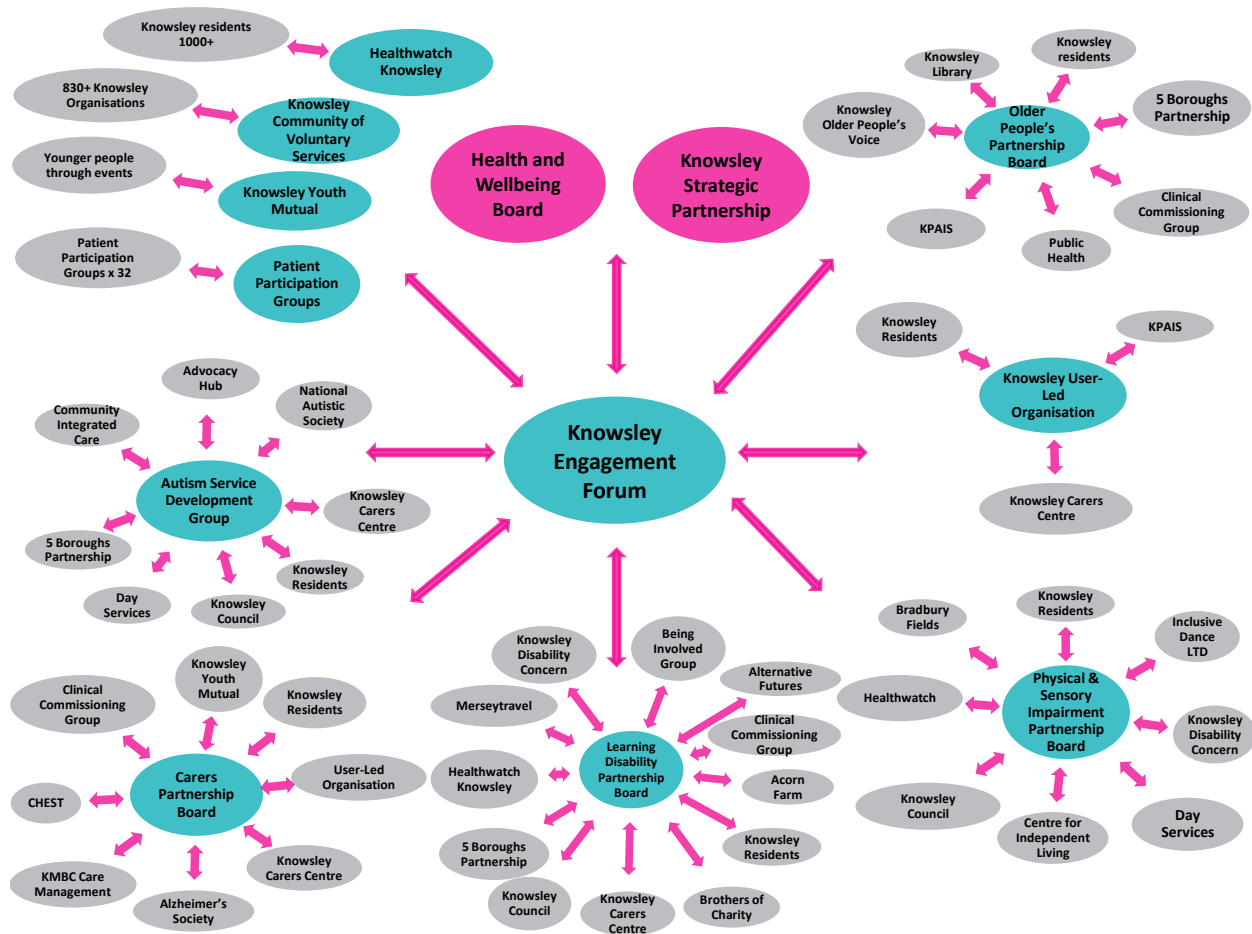 Knowsley residents
1000+
Healthwatch
Knowsley
830+ Knowsley
Organisations
Knowsley
Community of
Voluntary
Services
Younger people
through events
Knowsley Youth
Mutual
Patient
Participation
Groups x 32
Patient
Participation
Groups
Health and
Wellbeing
Board
Knowsley
Strategic
Partnership
Knowsley
Library
Knowsley
residents
Knowsley
Older People's
Voice
Older
People's
Partnership
Board
5 Boroughs
Partnership
KPAIS
Public
Health
Clinical
Commissioning
Group
Knowsley
Residents
KPAIS
Knowsley User-
Led
Organisation
Knowsley Carers
Centre
Knowsley
Engagement
Forum
Advocacy
Hub
National
Autistic
Society
Community
Integrated
Care
Autism Service
Development
Group
Knowsley
Carers
Centre
5 Boroughs
Partnership
Day
Services
Knowsley
Council
Knowsley
Residents
Knowsley
Youth
Mutual
Clinical
Commissioning
Group
Knowsley
Residents
Carers
Partnership
Board
User-Led
Organisation
CHEST
KMBC Care
Management
Alzheimer's
Society
Knowsley
Carers Centre
Knowsley
Disability
Concern
Being
Involved
Group
Alternative
Futures
Merseytravel
Clinical
Commissioning
Group
Learning
Disability
Partnership
Board
Healthwatch
Knowsley
Acorn
Farm
5 Boroughs
Partnership
Knowsley
Residents
Knowsley
Council
Knowsley
Carers
Centre
Brothers of
Charity
Bradbury
Fields
Knowsley
Residents
Inclusive
Dance
LTD
Healthwatch
Physical &
Sensory
Impairment
Partnership
Board
Knowsley
Disability
Concern
Knowsley
Council
Centre for
Independent
Living
Day
Services